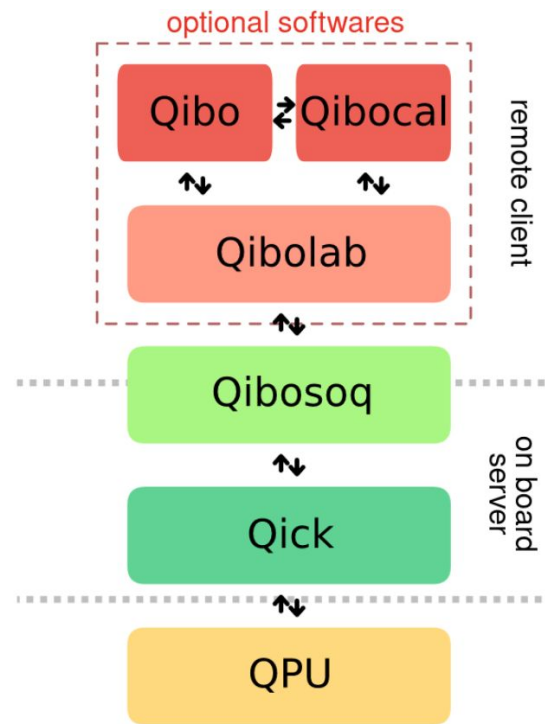 optional softwares
Qibo
Qibocal
Qibolab
remote client
Qibosoq
on board
server
Qick
QPU